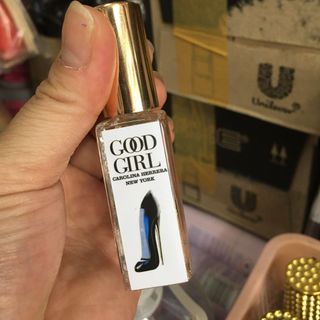 GOOD
GIRL
CAROLINA HERRERA
NEW YORK
Unilever